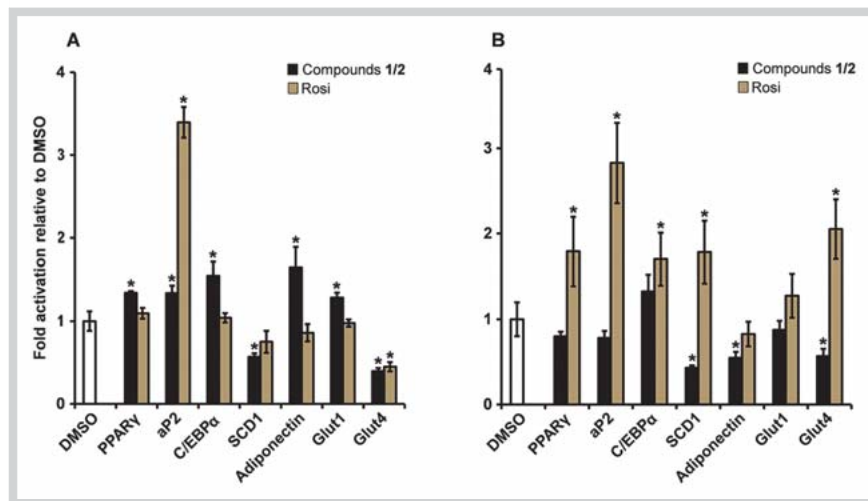 A
Compounds 1/2
Rosi
Fold activation relative to DMSO
4
3
2
1
0
*
*
*
*
*
*
*
*
*
DMSO
PPARγ
aP2
C/EBPα
SCD1
Adiponectin
Glut1
Glut4
B
Compounds 1/2
Rosi
4
3
2
1
0
*
*
*
*
*
*
*
*
DMSO
PPARγ
aP2
C/EBPα
SCD1
Adiponectin
Glut1
Glut4